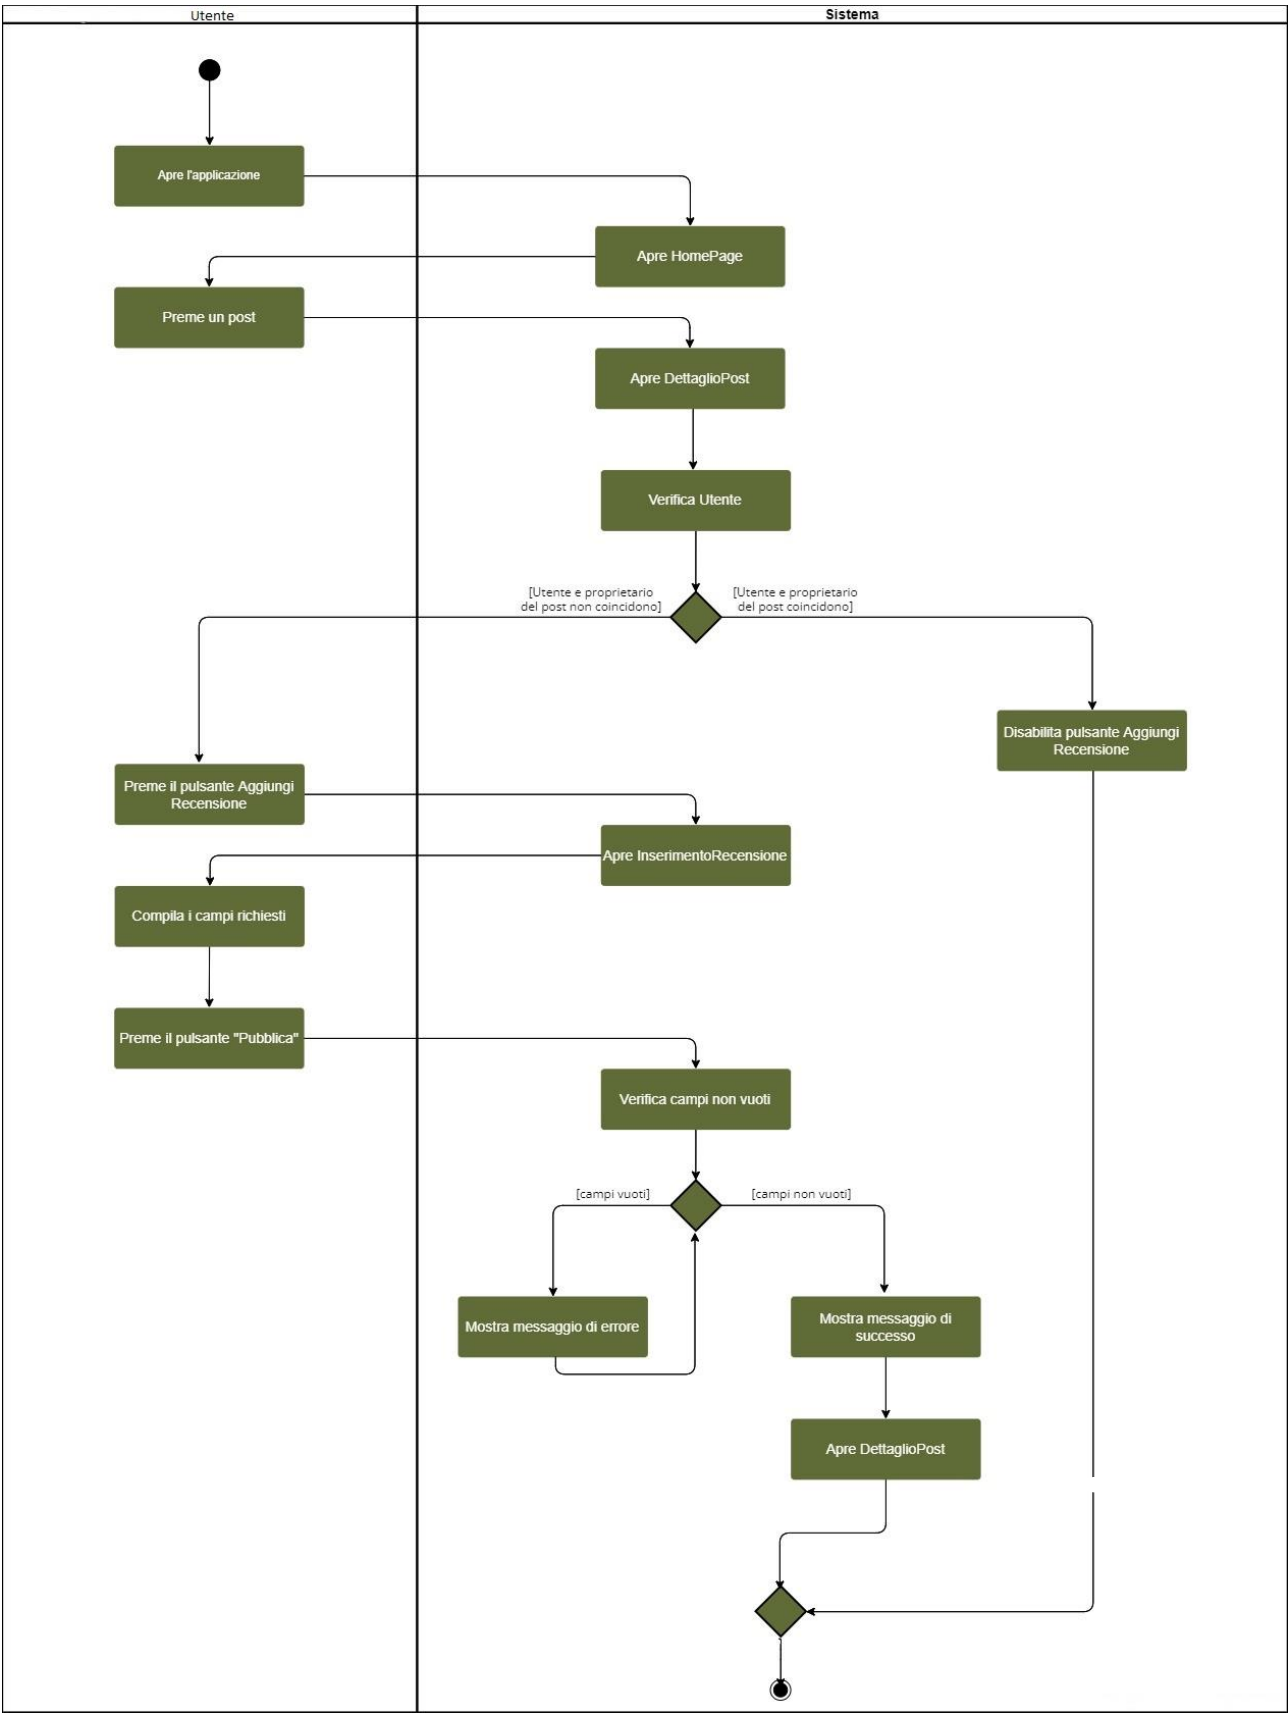 Utente
Sistema
Apre l'applicazione
Apre HomePage
Preme un post
Apre DettaglioPost
Verifica Utente
[Utente e proprietario
del post non coincidono]
[Utente e proprietario
del post coincidono]
Disabilita pulsante Aggiungi
Recensione
Preme il pulsante Aggiungi
Recensione
Apre InserimentoRecensione
Compila i campi richiesti
Preme il pulsante "Pubblica"
Verifica campi non vuoti
[campi vuoti]
[campi non vuoti]
Mostra messaggio di errore
Mostra messaggio di
successo
Apre DettaglioPost